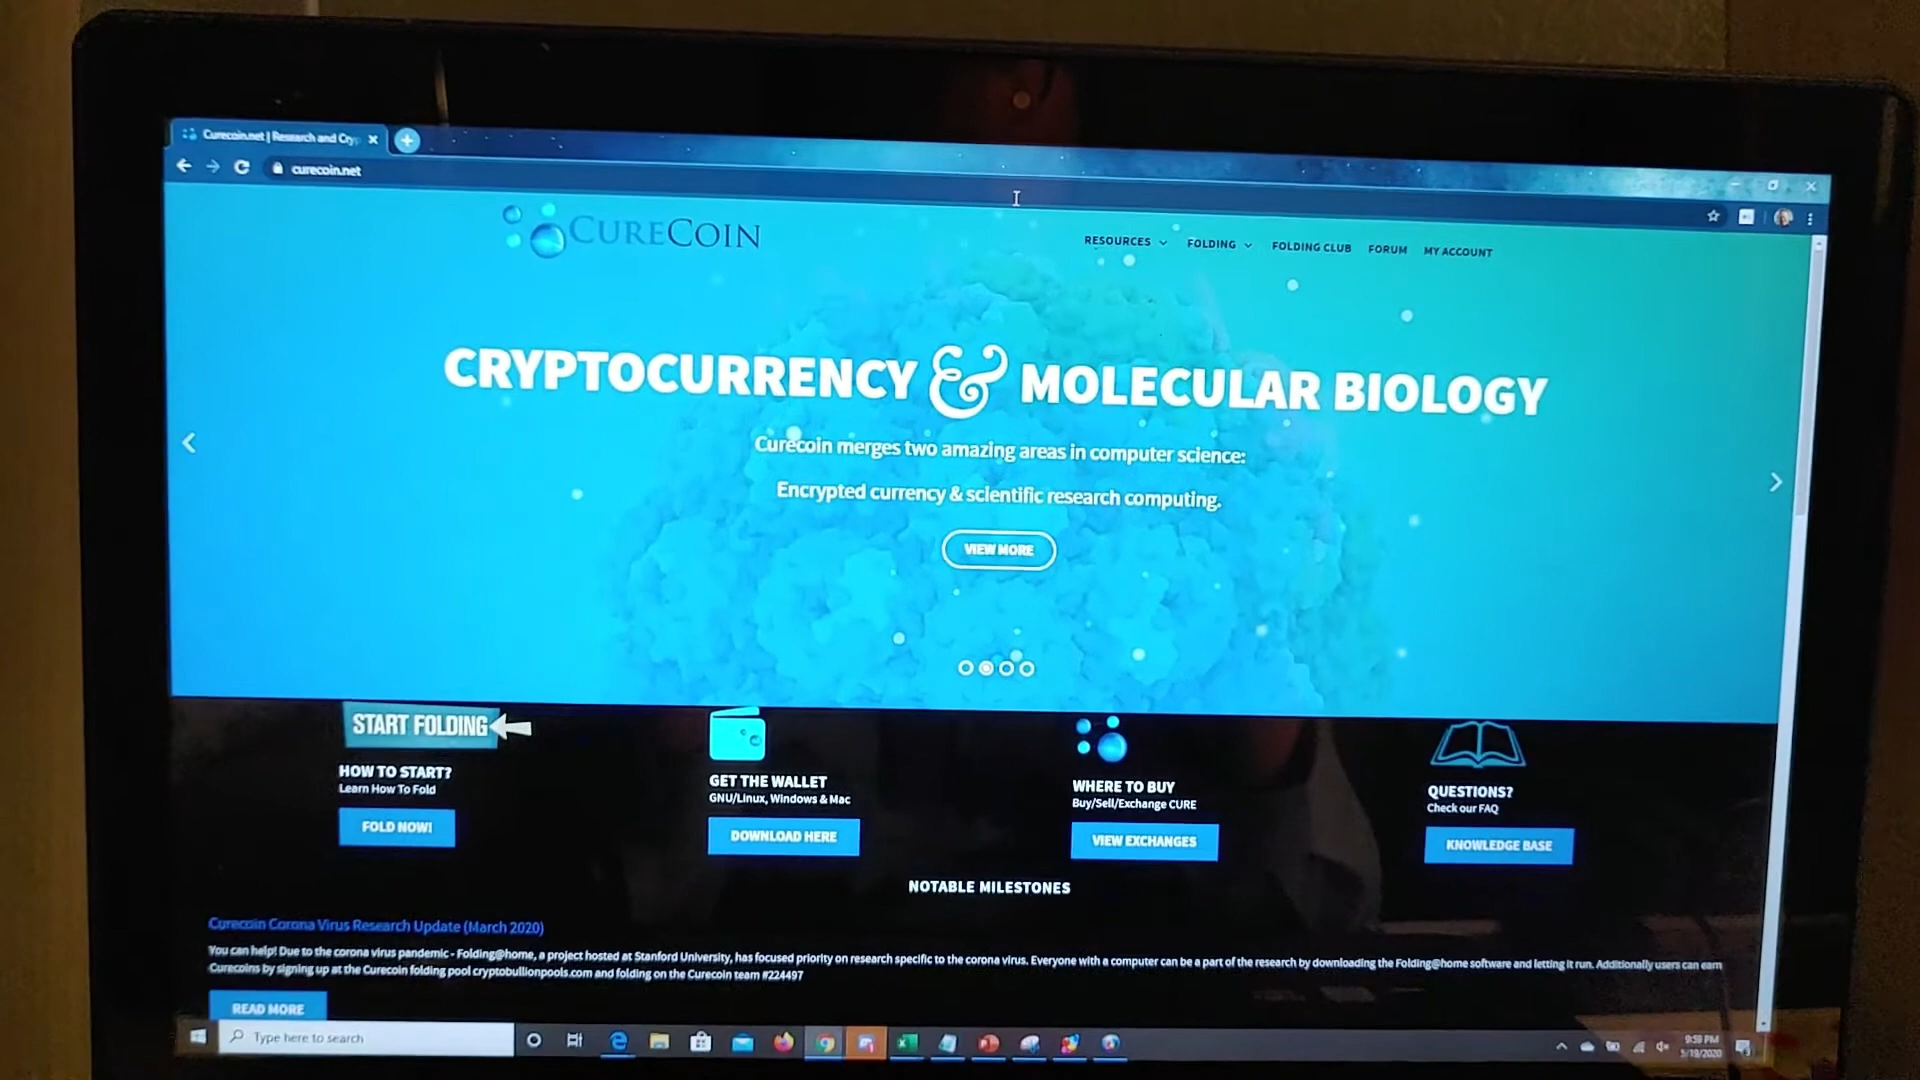 Curecoin.net | Research and Cry
curecoin.net
CURECOIN
RESOURCES FOLDING FOLDING CLUB FORUM MY ACCOUNT
CRYPTOCURRENCY & MOLECULAR BIOLOGY
Curecoin merges two amazing areas in computer science:
Encrypted currency & scientific research computing.
VIEW MORE
START FOLDING
HOW TO START?
Learn How To Fold
FOLD NOW!
GET THE WALLET
GNU/Linux, Windows & Mac
DOWNLOAD HERE
WHERE TO BUY
Buy/Sell/Exchange CURE
VIEW EXCHANGES
QUESTIONS?
Check our FAQ
KNOWLEDGE BASE
NOTABLE MILESTONES
Curecoin Corona Virus Research Update (March 2020)
You can help! Due to the corona virus pandemic - Folding@home, a project hosted at Stanford University, has focused priority on research specific to the corona virus. Everyone with a computer can be a part of the research by downloading the Folding@home software and letting it run. Additionally users can earn
Curecoins by signing up at the Curecoin folding pool cryptobullionpools.com and folding on the Curecoin team #224497
READ MORE
Type here to search
9:59 PM
3/19/2020